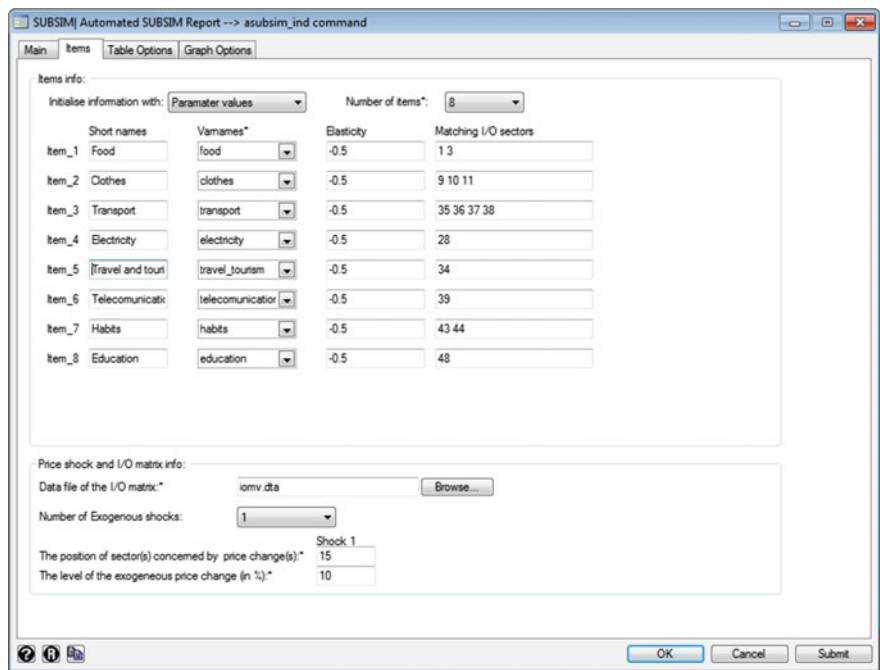 SUBSIM| Automated SUBSIM Report --> asubsim_ind command
Main Items Table Options Graph Options
Items info:
Initialise information with: Paramater values Number of items*: 8
Short names Varnames* Elasticity Matching I/O sectors
Item_1 Food food -0.5 1 3
Item_2 Clothes clothes -0.5 9 10 11
Item_3 Transport transport -0.5 35 36 37 38
Item_4 Electricity electricity -0.5 28
Item_5 Travel and touri travel_tourism -0.5 34
Item_6 Telecomunicatic telecomunication -0.5 39
Item_7 Habits habits -0.5 43 44
Item_8 Education education -0.5 48
Price shock and I/O matrix info:
Data file of the I/O matrix:* iomv.dta Browse...
Number of Exogenous shocks: 1
Shock 1
The position of sector(s) concerned by price change(s):* 15
The level of the exogeneous price change (in %):* 10
? R OK Cancel Submit